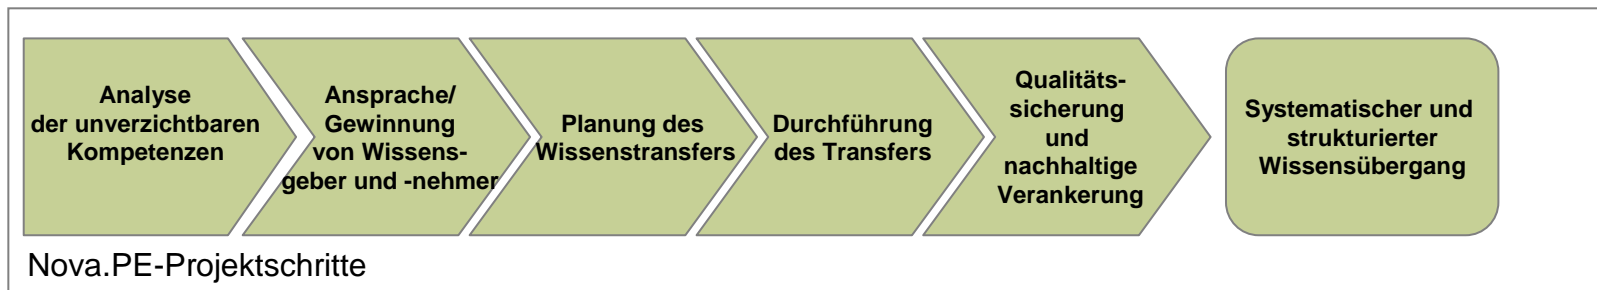 Analyse
der unverzichtbaren
Kompetenzen
Ansprache/
Gewinnung
von Wissens-
geber und -nehmer
Planung des
Wissenstransfers
Durchführung
des Transfers
Qualitäts-
sicherung
und
nachhaltige
Verankerung
Systematischer und
strukturierter
Wissensübergang
Nova.PE-Projektschritte